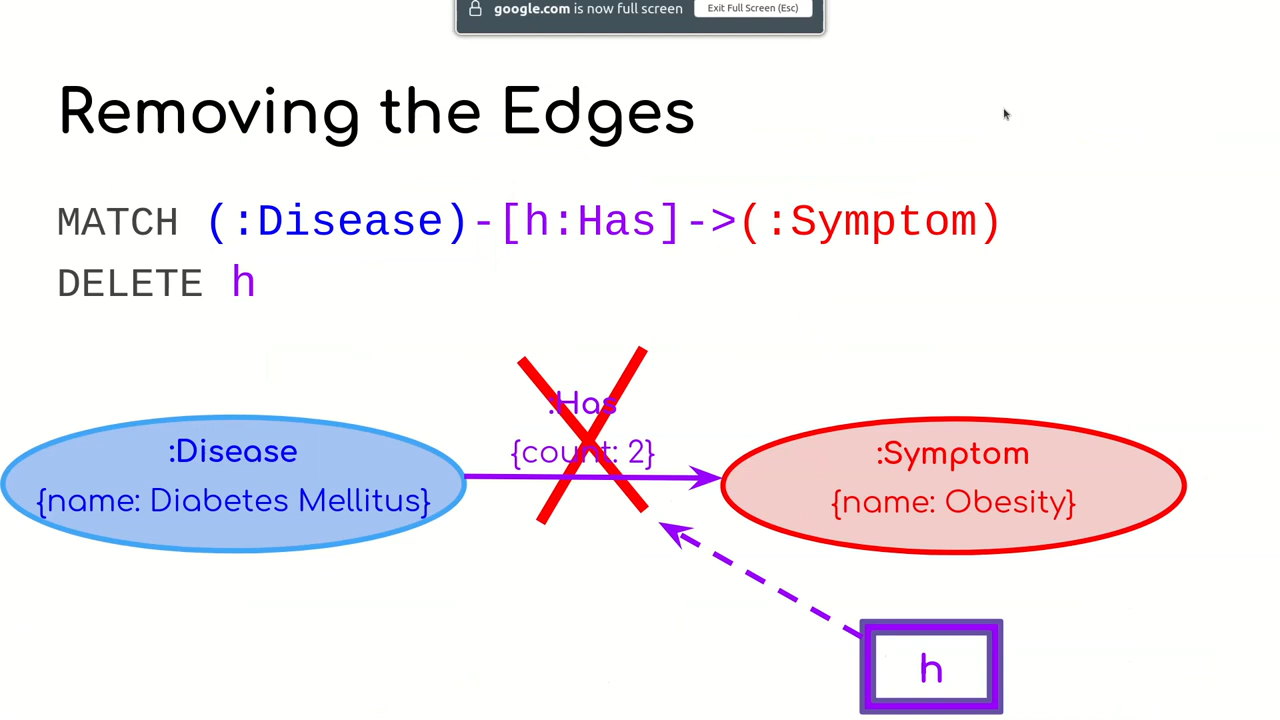 google.com is now full screen Exit Full Screen (Esc)
Removing the Edges
MATCH (:Disease)-[h:Has]->(:Symptom)
DELETE h
:Has
{count: 2}
:Disease
{name: Diabetes Mellitus}
:Symptom
{name: Obesity}
h